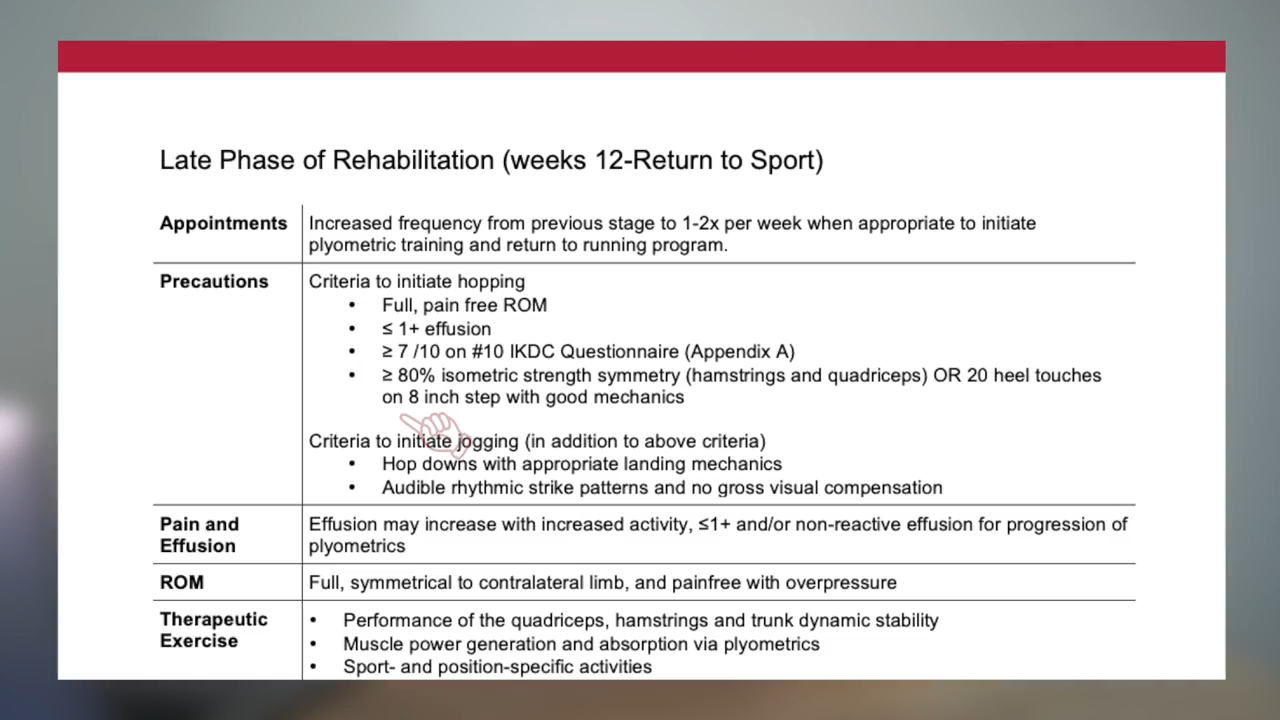 Late Phase of Rehabilitation (weeks 12-Return to Sport)
Appointments
Increased frequency from previous stage to 1-2x per week when appropriate to initiate
plyometric training and return to running program.
Precautions
Criteria to initiate hopping
• Full, pain free ROM
• ≤ 1+ effusion
• ≥ 7 /10 on #10 IKDC Questionnaire (Appendix A)
• ≥ 80% isometric strength symmetry (hamstrings and quadriceps) OR 20 heel touches
on 8 inch step with good mechanics
Criteria to initiate jogging (in addition to above criteria)
• Hop downs with appropriate landing mechanics
• Audible rhythmic strike patterns and no gross visual compensation
Pain and
Effusion
Effusion may increase with increased activity, ≤1+ and/or non-reactive effusion for progression of
plyometrics
ROM
Full, symmetrical to contralateral limb, and painfree with overpressure
Therapeutic
Exercise
• Performance of the quadriceps, hamstrings and trunk dynamic stability
• Muscle power generation and absorption via plyometrics
• Sport- and position-specific activities